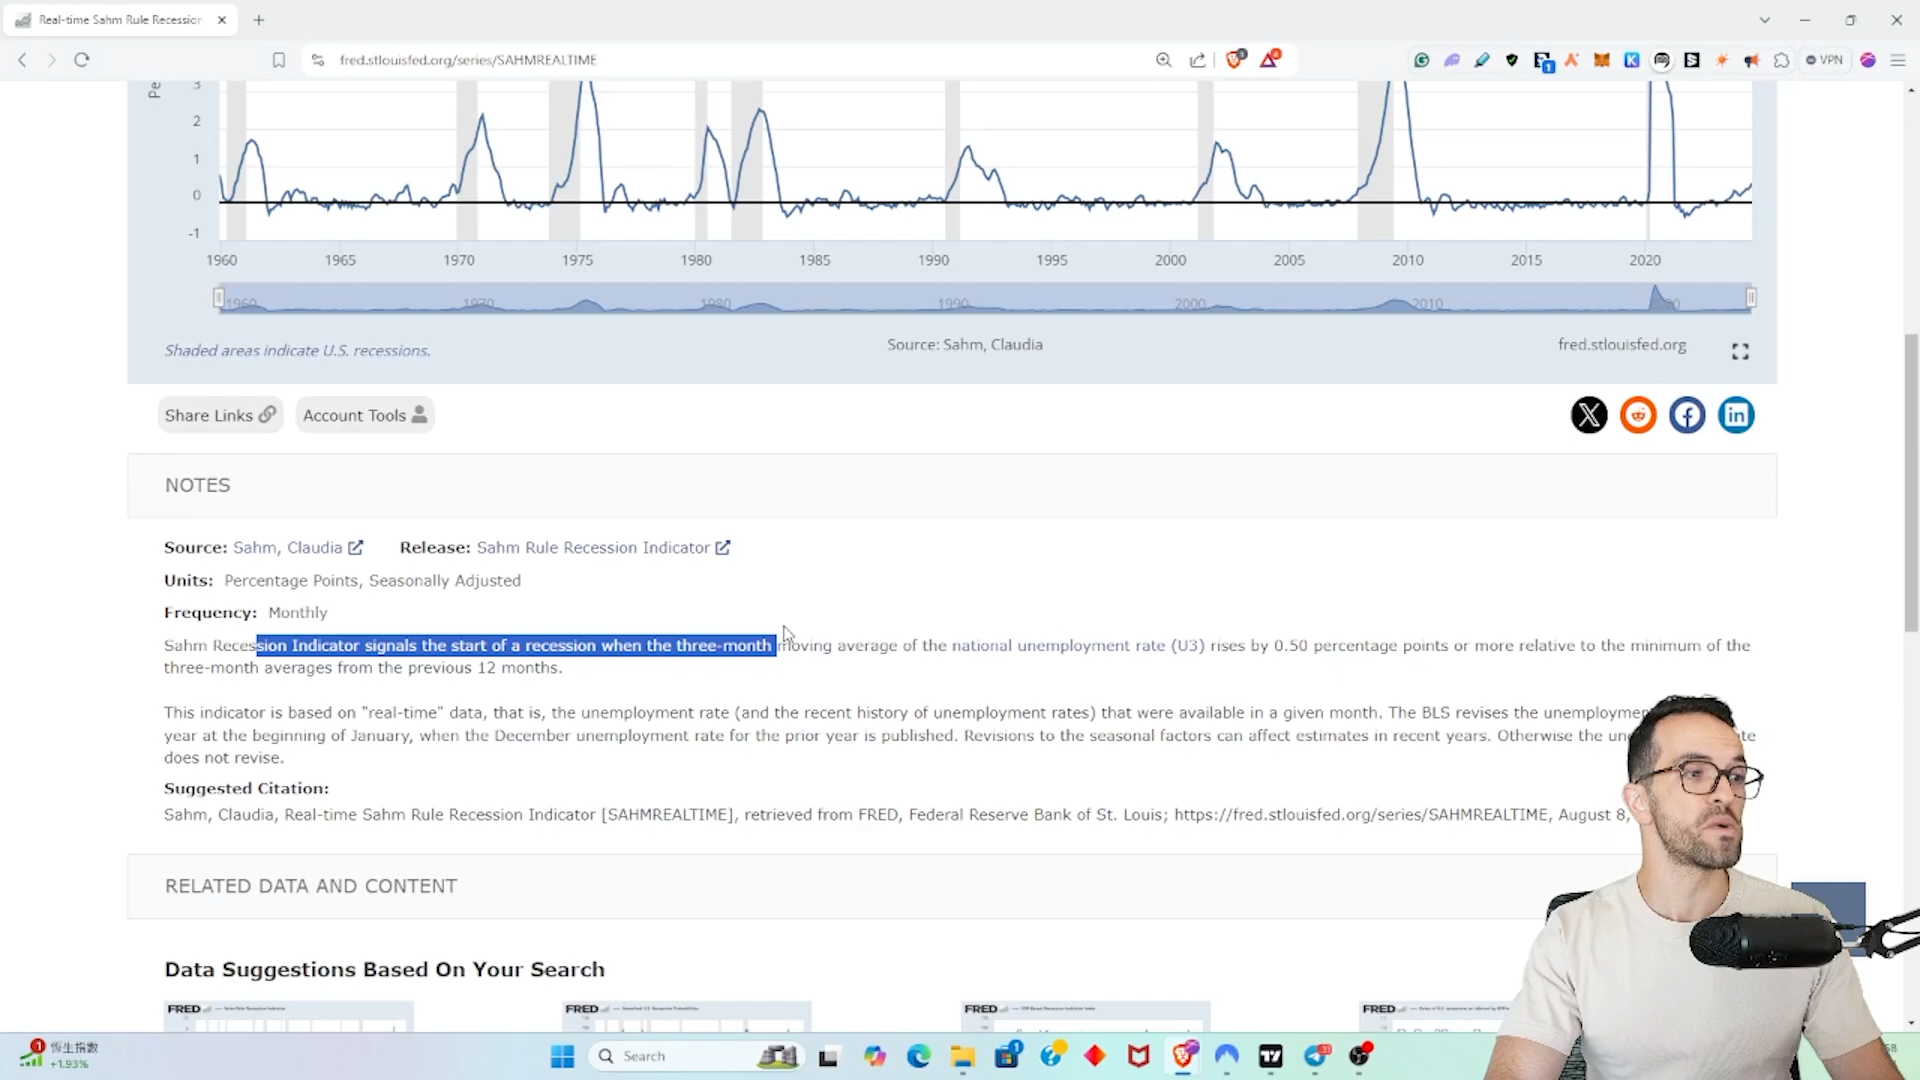 Real-time Sahm Rule Recession
fred.stlouisfed.org/series/SAHMREALTIME
VPN
3
2
1
0
-1
1960 1965 1970 1975 1980 1985 1990 1995 2000 2005 2010 2015 2020
1960 1970 1980 1990 2000 2010
Shaded areas indicate U.S. recessions.
Source: Sahm, Claudia
fred.stlouisfed.org
Share Links
Account Tools
NOTES
Source: Sahm, Claudia Release: Sahm Rule Recession Indicator
Units: Percentage Points, Seasonally Adjusted
Frequency: Monthly
Sahm Recession Indicator signals the start of a recession when the three-month moving average of the national unemployment rate (U3) rises by 0.50 percentage points or more relative to the minimum of the
three-month averages from the previous 12 months.
This indicator is based on "real-time" data, that is, the unemployment rate (and the recent history of unemployment rates) that were available in a given month. The BLS revises the
year at the beginning of January, when the December unemployment rate for the prior year is published. Revisions to the seasonal factors can affect estimates in recent years. Otherwise the
does not revise.
Suggested Citation:
Sahm, Claudia, Real-time Sahm Rule Recession Indicator [SAHMREALTIME], retrieved from FRED, Federal Reserve Bank of St. Louis; https://fred.stlouisfed.org/series/SAHMREALTIME, August 8,
RELATED DATA AND CONTENT
Data Suggestions Based On Your Search
FRED FRED FRED FRED
恆生指數
+1.93%
Search